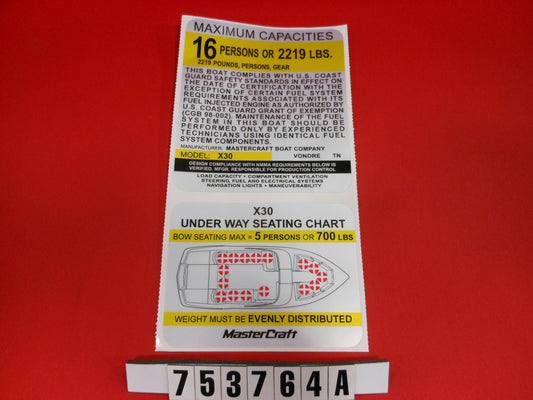 MAXIMUM CAPACITIES
16 PERSONS OR 2219 LBS.
2219 POUNDS, PERSONS, GEAR
THIS BOAT COMPLIES WITH U.S. COAST
GUARD SAFETY STANDARDS IN EFFECT ON
THE DATE OF CERTIFICATION WITH THE
EXCEPTION OF CERTAIN FUEL SYSTEM
REQUIREMENTS ASSOCIATED WITH ITS
FUEL INJECTED ENGINE AS AUTHORIZED BY
U.S. COAST GUARD GRANT OF EXEMPTION
(CGB 98-002). MAINTENANCE OF THE FUEL
SYSTEM IN THIS BOAT SHOULD BE
PERFORMED ONLY BY EXPERIENCED
TECHNICIANS USING IDENTICAL FUEL
SYSTEM COMPONENTS.
MANUFACTURER: MASTERCRAFT BOAT COMPANY
MODEL: X30 VONORE TN
DESIGN COMPLIANCE WITH NMMA REQUIREMENTS BELOW IS
VERIFIED. MFGR. RESPONSIBLE FOR PRODUCTION CONTROL
LOAD CAPACITY • COMPARTMENT VENTILATION
STEERING, FUEL AND ELECTRICAL SYSTEMS
NAVIGATION LIGHTS • MANEUVERABILITY
X30
UNDER WAY SEATING CHART
BOW SEATING MAX = 5 PERSONS OR 700 LBS
WEIGHT MUST BE EVENLY DISTRIBUTED
MasterCraft
753764A